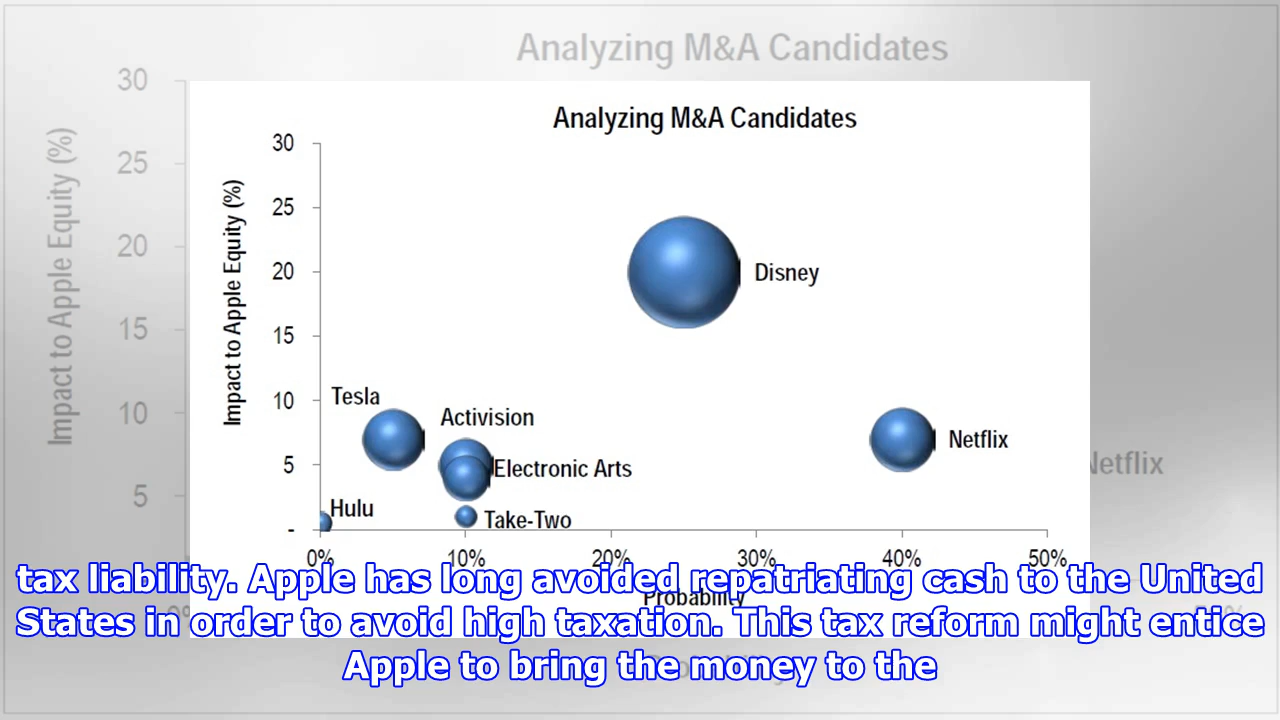 Analyzing M&A Candidates
30
25
20
15
10
5
Impact to Apple Equity (%)
Netflix
Analyzing M&A Candidates
30
25
20
15
10
5
-
Impact to Apple Equity (%)
Disney
Tesla
Activision
Electronic Arts
Netflix
Hulu
Take-Two
0%
10%
20%
30%
40%
50%
Probability
tax liability. Apple has long avoided repatriating cash to the United
States in order to avoid high taxation. This tax reform might entice
Apple to bring the money to the